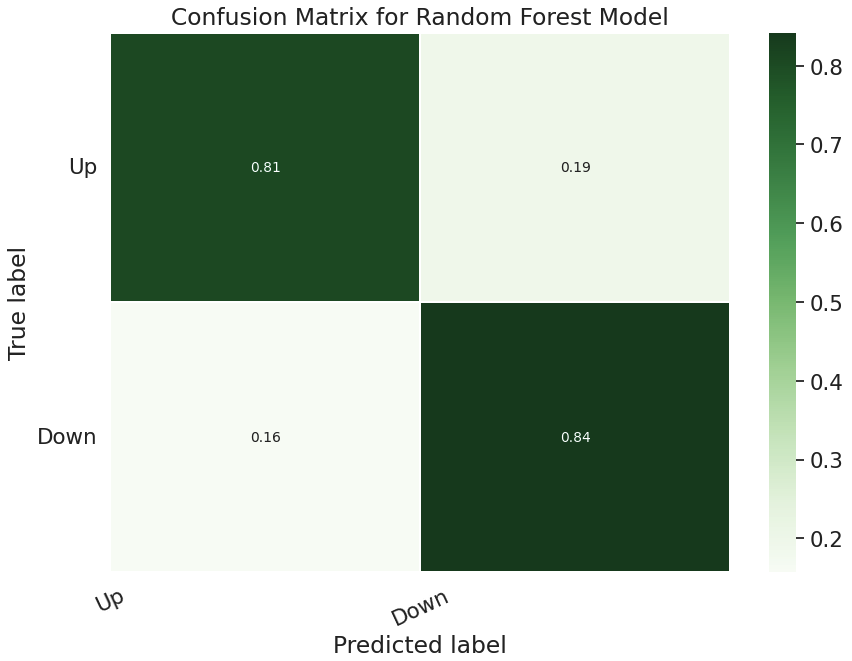 Confusion Matrix for Random Forest Model
True label
Up
0.81
0.19
Down
0.16
0.84
Up
Down
Predicted label
0.8
0.7
0.6
0.5
0.4
0.3
0.2